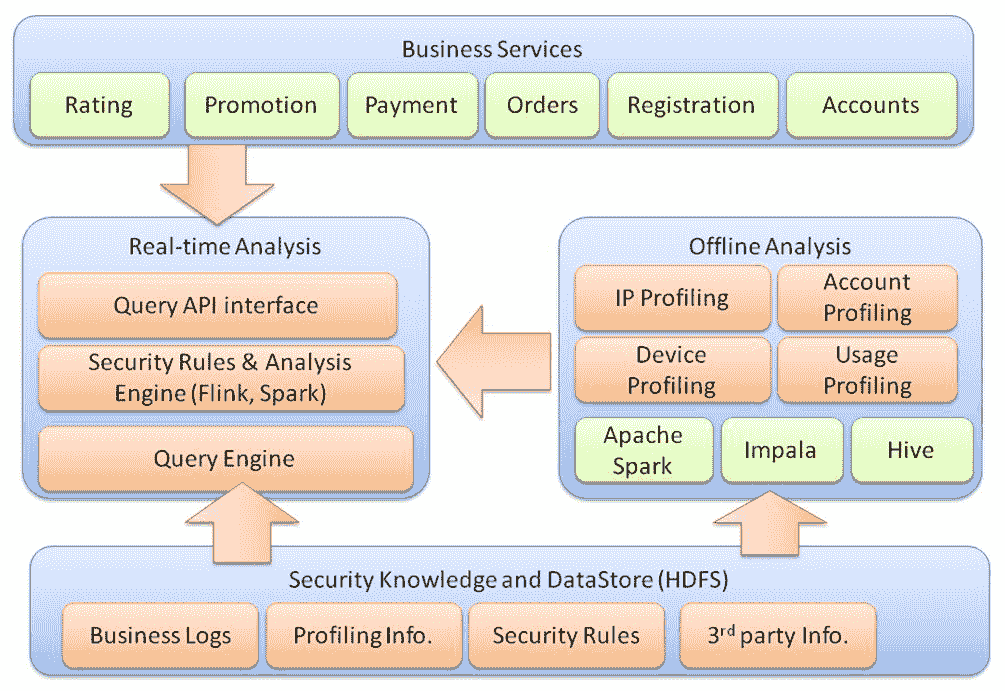 Business Services
Rating
Promotion
Payment
Orders
Registration
Accounts
Real-time Analysis
Query API interface
Security Rules & Analysis
Engine (Flink, Spark)
Query Engine
Offline Analysis
IP Profiling
Account
Profiling
Device
Profiling
Usage
Profiling
Apache
Spark
Impala
Hive
Security Knowledge and DataStore (HDFS)
Business Logs
Profiling Info.
Security Rules
3rd party Info.